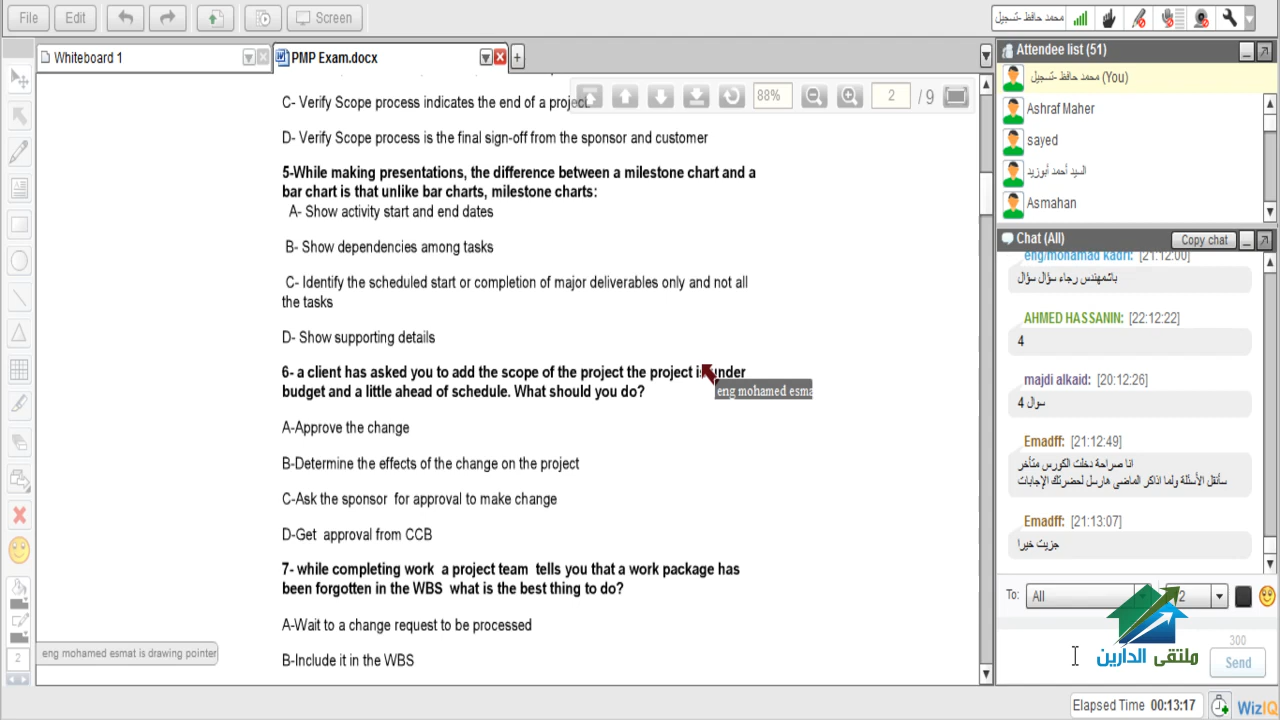 File
Edit
Screen
محمد حافظ -تسجيل
Whiteboard 1
PMP Exam.docx
+
C- Verify Scope process indicates the end of a project
88%
2
/ 9
D- Verify Scope process is the final sign-off from the sponsor and customer
5-While making presentations, the difference between a milestone chart and a
bar chart is that unlike bar charts, milestone charts:
A- Show activity start and end dates
B- Show dependencies among tasks
C- Identify the scheduled start or completion of major deliverables only and not all
the tasks
D- Show supporting details
6- a client has asked you to add the scope of the project the project is under
budget and a little ahead of schedule. What should you do?
eng mohamed esma
A-Approve the change
B-Determine the effects of the change on the project
C-Ask the sponsor for approval to make change
D-Get approval from CCB
7- while completing work a project team tells you that a work package has
been forgotten in the WBS what is the best thing to do?
A-Wait to a change request to be processed
B-Include it in the WBS
eng mohamed esmat is drawing pointer
2
Attendee list (51)
محمد حافظ -تسجيل (You)
Ashraf Maher
sayed
السيد أحمد أبوزيد
Asmahan
Chat (All)
Copy chat
eng/mohamad kadri: [21:12:00]
باشمهندس رجاء سؤال سؤال
AHMED HASSANIN: [22:12:22]
4
majdi alkaid: [20:12:26]
سوال 4
Emadff: [21:12:49]
انا صراحة دخلت الكورس متأخر
سأنقل الأسئلة ولما اذاكر الماضى هارسل لحضرتك الإجابات
Emadff: [21:13:07]
جزيت خيرا
To:
All
2
300
Send
ملتقى الدارين
Elapsed Time 00:13:17
WizIQ